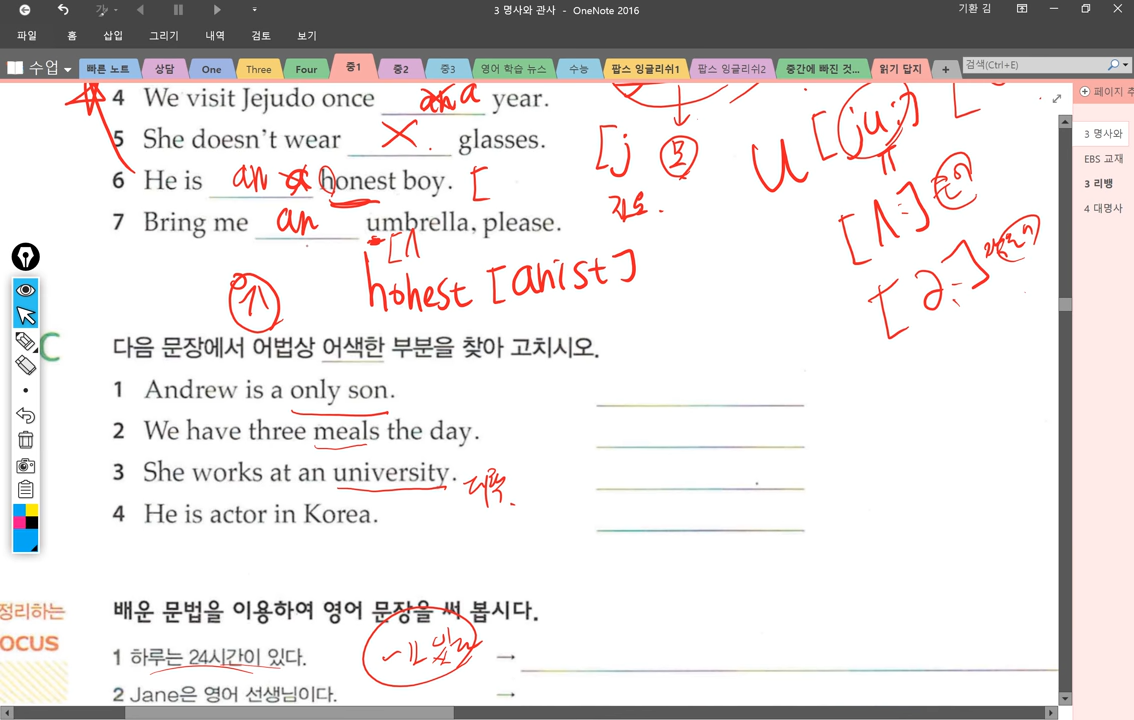 3 명사와 관사 - OneNote 2016
기환 김
파일 홈 삽입 그리기 내역 검토 보기
수업 빠른 노트 상담 One Three Four 중1 중2 중3 영어 학습 뉴스 수능 팝스 잉글리쉬1 팝스 잉글리쉬2 중간에 빠진 것... 읽기 답지 + 검색(Ctrl+E)
페이지 추
3 명사와
EBS 교재
3 리뱅
4 대명사
4 We visit Jejudo once a year.
5 She doesn't wear X. glasses.
6 He is an honest boy. [
7 Bring me an umbrella, please.
[ʌ
honest [anist]
[j
모
자음.
u [ju:]
[ʌ:]
[ə:]
C
다음 문장에서 어법상 어색한 부분을 찾아 고치시오.
1 Andrew is a only son.
2 We have three meals the day.
3 She works at an university. 대학.
4 He is actor in Korea.
정리하는
OCUS
배운 문법을 이용하여 영어 문장을 써 봅시다.
1 하루는 24시간이 있다. →
2 Jane은 영어 선생님이다. →